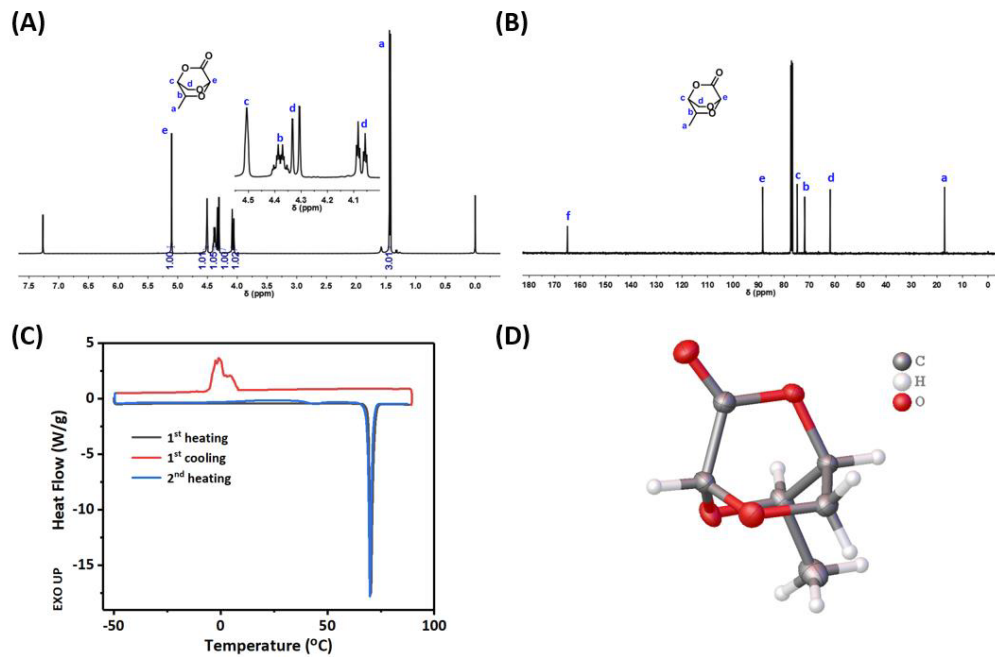 (A)
a
O
O
c
d
O
e
b
O
a
c
d
b
d
e
4.5 4.4 4.3 4.2 4.1
δ (ppm)
1.00
1.01
1.05
1.00
1.02
3.01
7.5 7.0 6.5 6.0 5.5 5.0 4.5 4.0 3.5 3.0 2.5 2.0 1.5 1.0 0.5 0.0
δ (ppm)
(B)
O
O
c
d
O
e
b
O
a
f
e
c
b
d
a
180 170 160 150 140 130 120 110 100 90 80 70 60 50 40 30 20 10 0
δ (ppm)
(C)
5
0
-5
-10
-15
Heat Flow (W/g)
EXO UP
1st heating
1st cooling
2nd heating
-50 0 50 100
Temperature (°C)
(D)
C
H
O